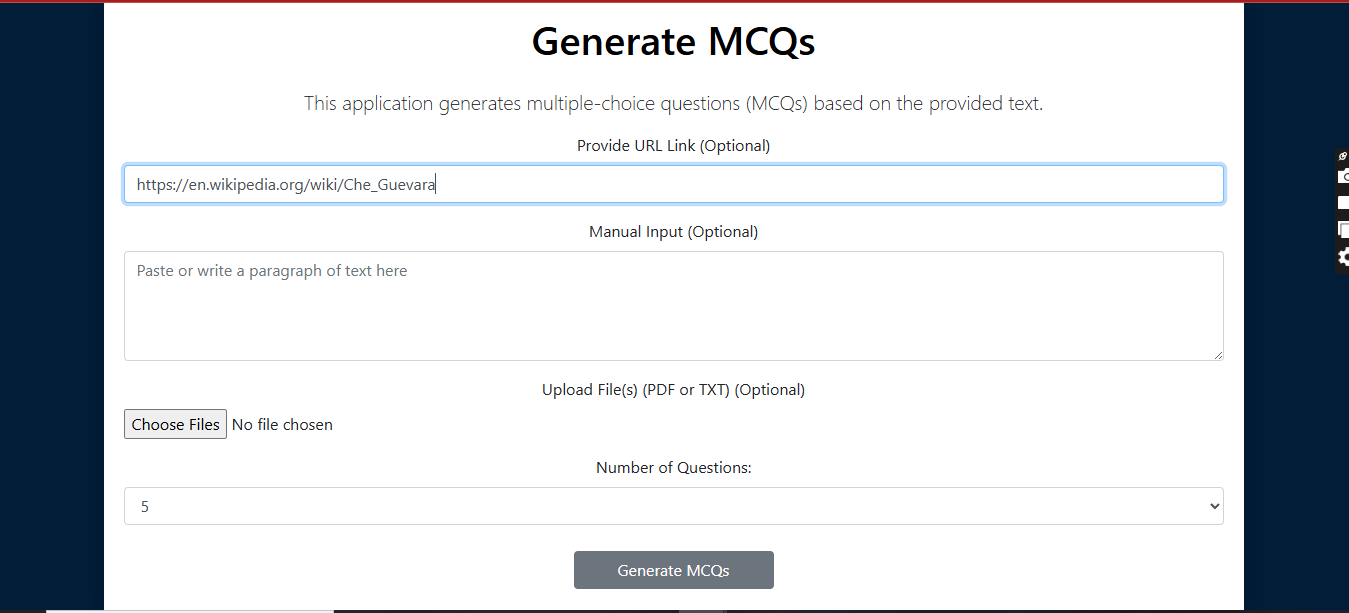 Generate MCQs
This application generates multiple-choice questions (MCQs) based on the provided text.
Provide URL Link (Optional)
https://en.wikipedia.org/wiki/Che_Guevara
Manual Input (Optional)
Paste or write a paragraph of text here
Upload File(s) (PDF or TXT) (Optional)
Choose Files No file chosen
Number of Questions:
5
Generate MCQs